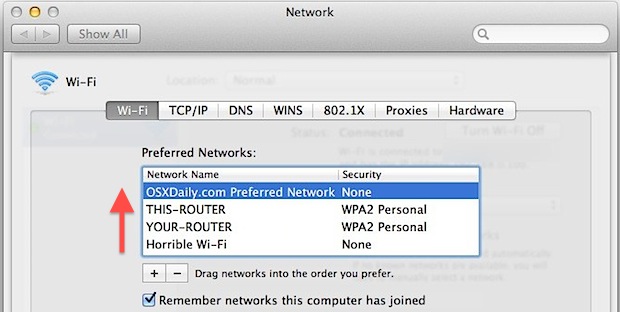 Network
Show All
Wi-Fi
Location: Normal
Wi-Fi TCP/IP DNS WINS 802.1X Proxies Hardware
Status: Connected Turn Wi-Fi Off
Preferred Networks:
Network Name Security
OSXDaily.com Preferred Network None
THIS-ROUTER WPA2 Personal
YOUR-ROUTER WPA2 Personal
Horrible Wi-Fi None
+ − Drag networks into the order you prefer.
Remember networks this computer has joined